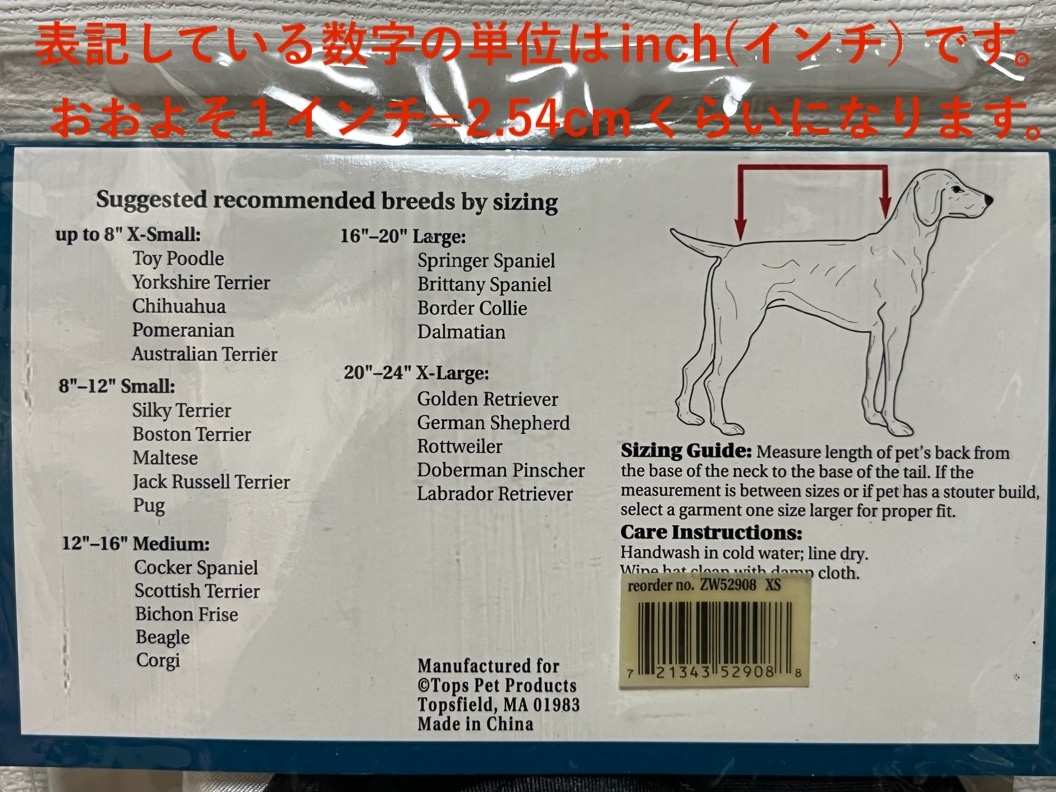 表記している数字の単位はinch(インチ) です。
おおよそ1インチ=2.54cmくらいになります。
Suggested recommended breeds by sizing
up to 8" X-Small:
Toy Poodle
Yorkshire Terrier
Chihuahua
Pomeranian
Australian Terrier
8"–12" Small:
Silky Terrier
Boston Terrier
Maltese
Jack Russell Terrier
Pug
12"–16" Medium:
Cocker Spaniel
Scottish Terrier
Bichon Frise
Beagle
Corgi
16"–20" Large:
Springer Spaniel
Brittany Spaniel
Border Collie
Dalmatian
20"–24" X-Large:
Golden Retriever
German Shepherd
Rottweiler
Doberman Pinscher
Labrador Retriever
Sizing Guide: Measure length of pet's back from
the base of the neck to the base of the tail. If the
measurement is between sizes or if pet has a stouter build,
select a garment one size larger for proper fit.
Care Instructions:
Handwash in cold water; line dry.
Wipe hat clean with damp cloth.
reorder no. ZW52908 XS
7 21343 52908 8
Manufactured for
©Tops Pet Products
Topsfield, MA 01983
Made in China